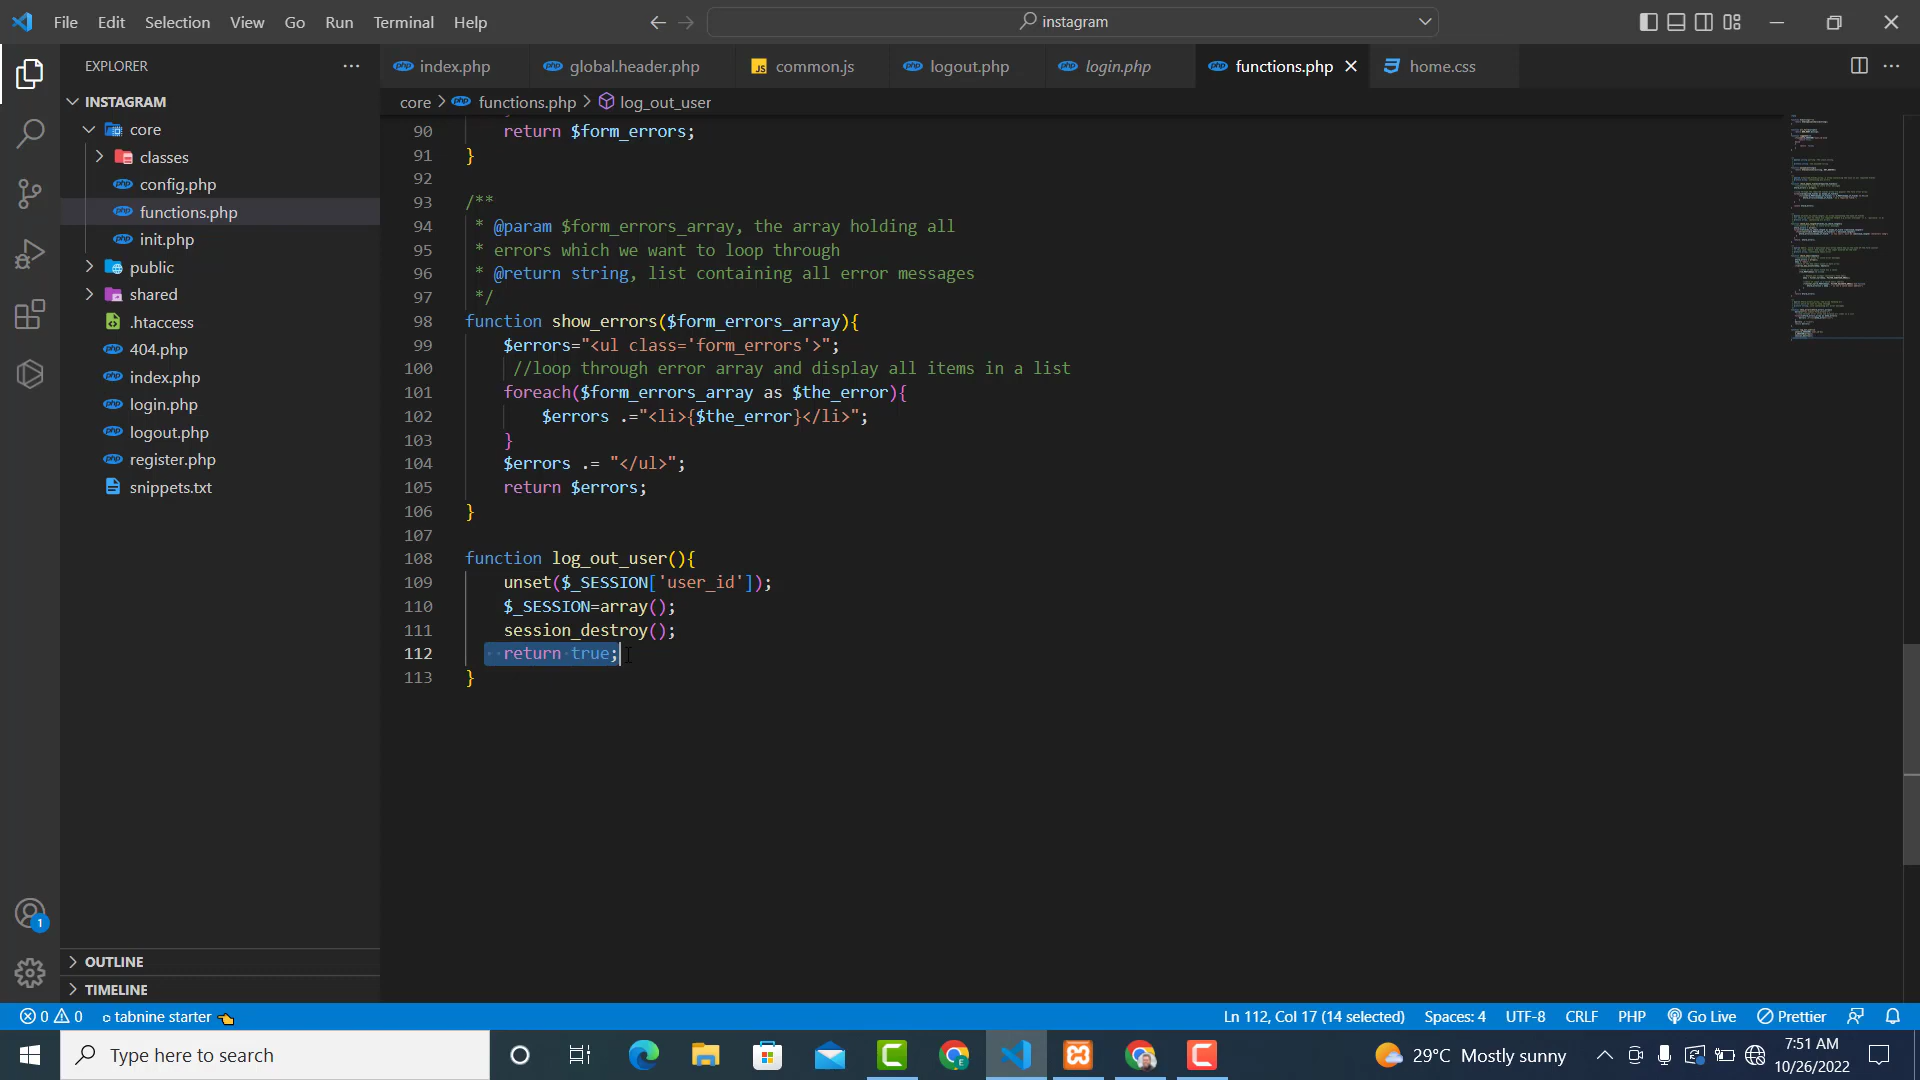 File Edit Selection View Go Run Terminal Help
instagram
EXPLORER
INSTAGRAM
core
classes
config.php
functions.php
init.php
public
shared
.htaccess
404.php
index.php
login.php
logout.php
register.php
snippets.txt
OUTLINE
TIMELINE
index.php global.header.php JS common.js logout.php login.php functions.php home.css
core > functions.php > log_out_user
90 return $form_errors;
91 }
92
93 /**
94 * @param $form_errors_array, the array holding all
95 * errors which we want to loop through
96 * @return string, list containing all error messages
97 */
98 function show_errors($form_errors_array){
99 $errors="<ul class='form_errors'>";
100 //loop through error array and display all items in a list
101 foreach($form_errors_array as $the_error){
102 $errors .="<li>{$the_error}</li>";
103 }
104 $errors .= "</ul>";
105 return $errors;
106 }
107
108 function log_out_user(){
109 unset($_SESSION['user_id']);
110 $_SESSION=array();
111 session_destroy();
112 return true;
113 }
1
0 0 tabnine starter Ln 112, Col 17 (14 selected) Spaces: 4 UTF-8 CRLF PHP Go Live Prettier
Type here to search 29°C Mostly sunny 7:51 AM
10/26/2022